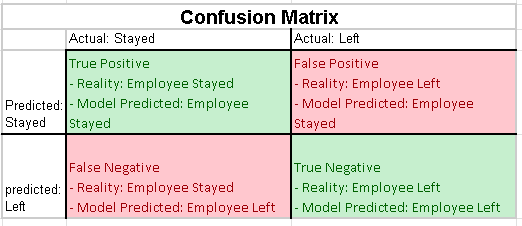 Confusion Matrix
Actual: Stayed
Actual: Left
Predicted:
Stayed
True Positive
- Reality: Employee Stayed
- Model Predicted: Employee
Stayed
False Positive
- Reality: Employee Left
- Model Predicted: Employee
Stayed
predicted:
Left
False Negative
- Reality: Employee Stayed
- Model Predicted: Employee Left
True Negative
- Reality: Employee Left
- Model Predicted: Employee Left